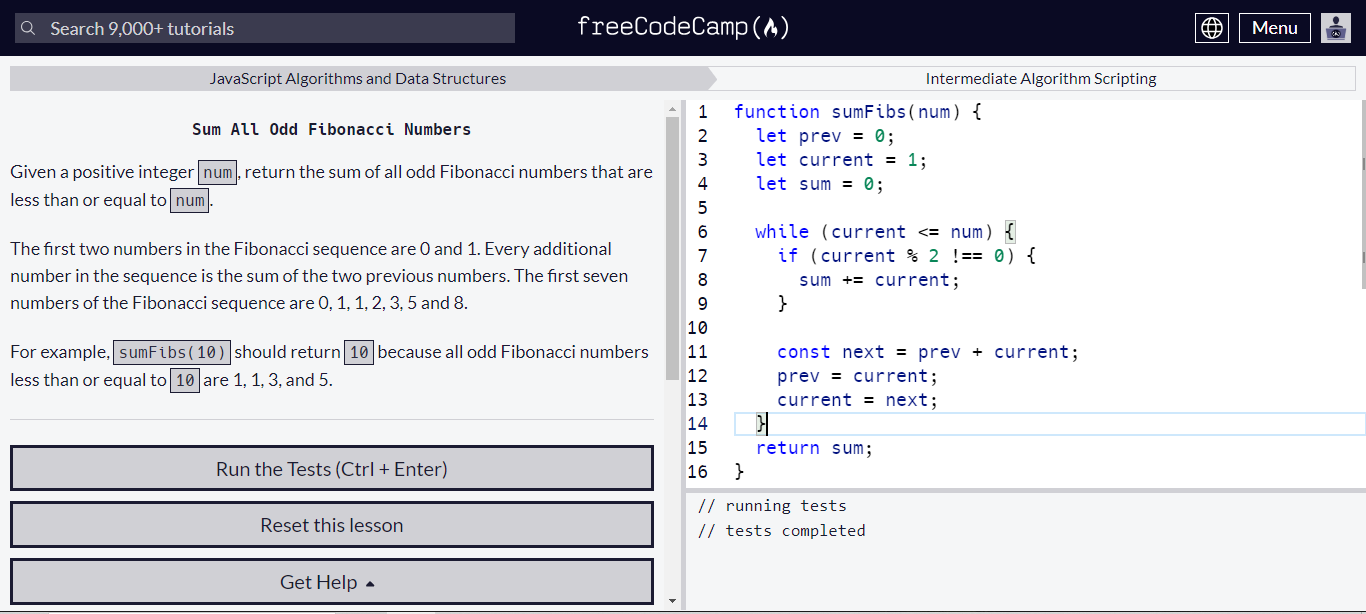 Search 9,000+ tutorials
freeCodeCamp
Menu
JavaScript Algorithms and Data Structures
Intermediate Algorithm Scripting
Sum All Odd Fibonacci Numbers
Given a positive integer num, return the sum of all odd Fibonacci numbers that are
less than or equal to num.
The first two numbers in the Fibonacci sequence are 0 and 1. Every additional
number in the sequence is the sum of the two previous numbers. The first seven
numbers of the Fibonacci sequence are 0, 1, 1, 2, 3, 5 and 8.
For example, sumFibs(10) should return 10 because all odd Fibonacci numbers
less than or equal to 10 are 1, 1, 3, and 5.
Run the Tests (Ctrl + Enter)
Reset this lesson
Get Help
1 function sumFibs(num) {
2   let prev = 0;
3   let current = 1;
4   let sum = 0;
5
6   while (current <= num) {
7     if (current % 2 !== 0) {
8       sum += current;
9     }
10
11     const next = prev + current;
12     prev = current;
13     current = next;
14   }
15   return sum;
16 }
// running tests
// tests completed